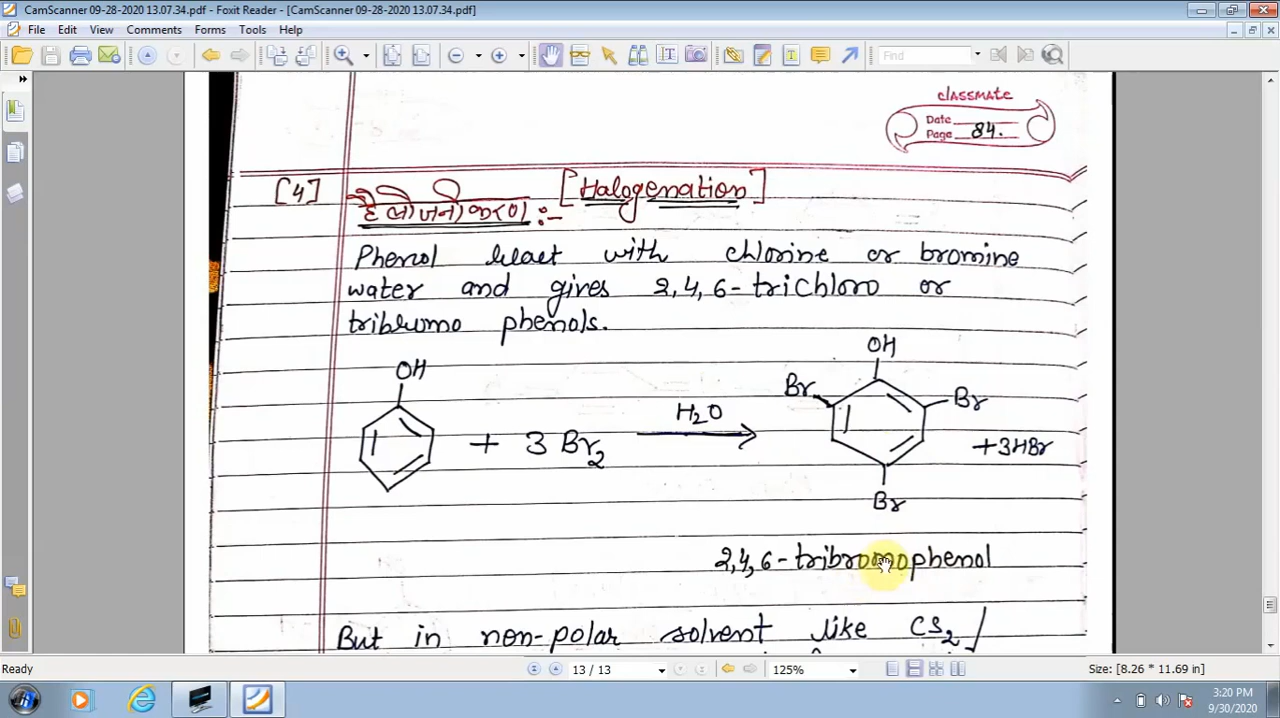 CamScanner 09-28-2020 13.07.34.pdf - Foxit Reader - [CamScanner 09-28-2020 13.07.34.pdf]
File Edit View Comments Forms Tools Help
Find
classmate
Date
Page 84.
[4] हैलोजनीकरण :- [Halogenation]
Phenol react with chlorine or bromine
water and gives 2,4,6-trichloro or
tribromo phenols.
OH
OH
Br
Br
+ 3 Br2
H2O
+3HBr
Br
2,4,6-tribromophenol
But in non-polar solvent like CS2/
Ready
13 / 13
125%
Size: [8.26 * 11.69 in]
3:20 PM
9/30/2020